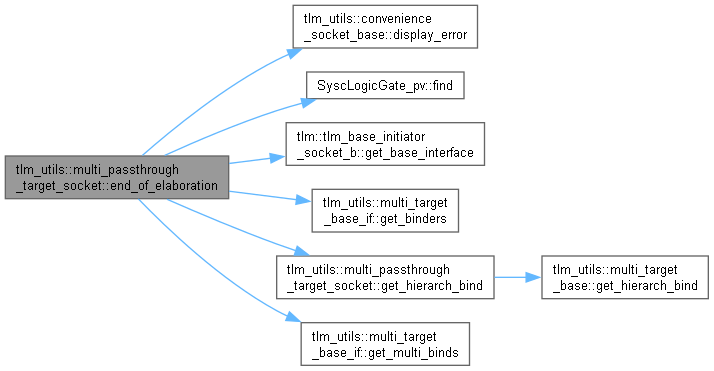 tlm_utils::convenience
_socket_base::display_error
SyscLogicGate_pv::find
tlm::tlm_base_initiator
_socket_b::get_base_interface
tlm_utils::multi_passthrough
_target_socket::end_of_elaboration
tlm_utils::multi_target
_base_if::get_binders
tlm_utils::multi_passthrough
_target_socket::get_hierarch_bind
tlm_utils::multi_target
_base::get_hierarch_bind
tlm_utils::multi_target
_base_if::get_multi_binds